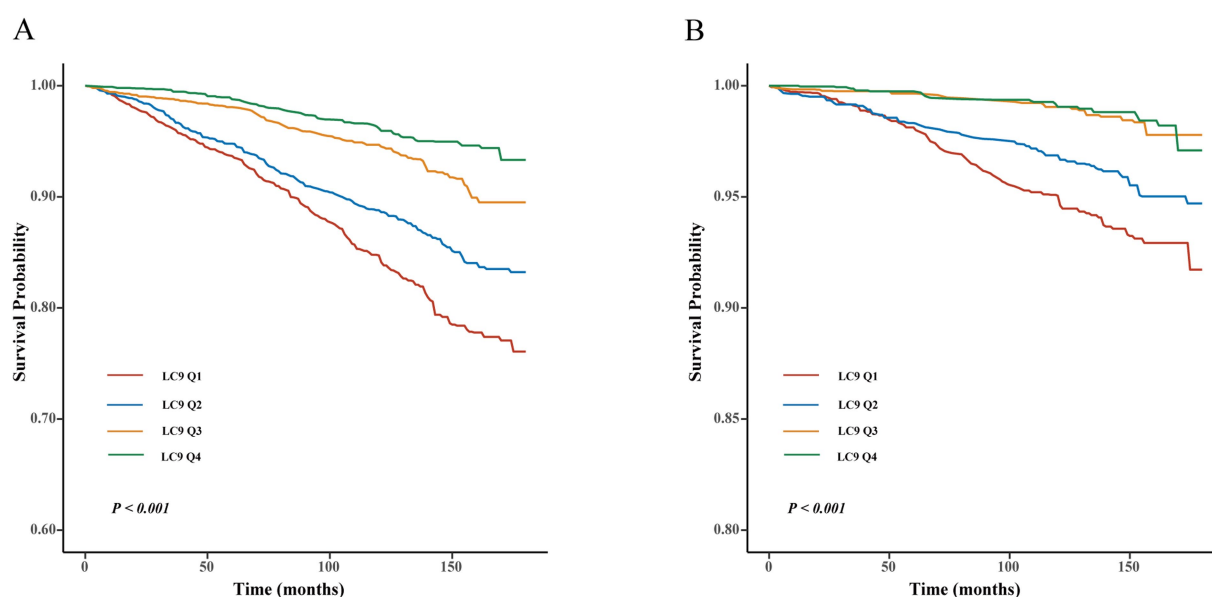 A
1.00
0.90
0.80
0.70
0.60
Survival Probability
LC9 Q1
LC9 Q2
LC9 Q3
LC9 Q4
P < 0.001
0
50
100
150
Time (months)
B
1.00
0.95
0.90
0.85
0.80
Survival Probability
LC9 Q1
LC9 Q2
LC9 Q3
LC9 Q4
P < 0.001
0
50
100
150
Time (months)